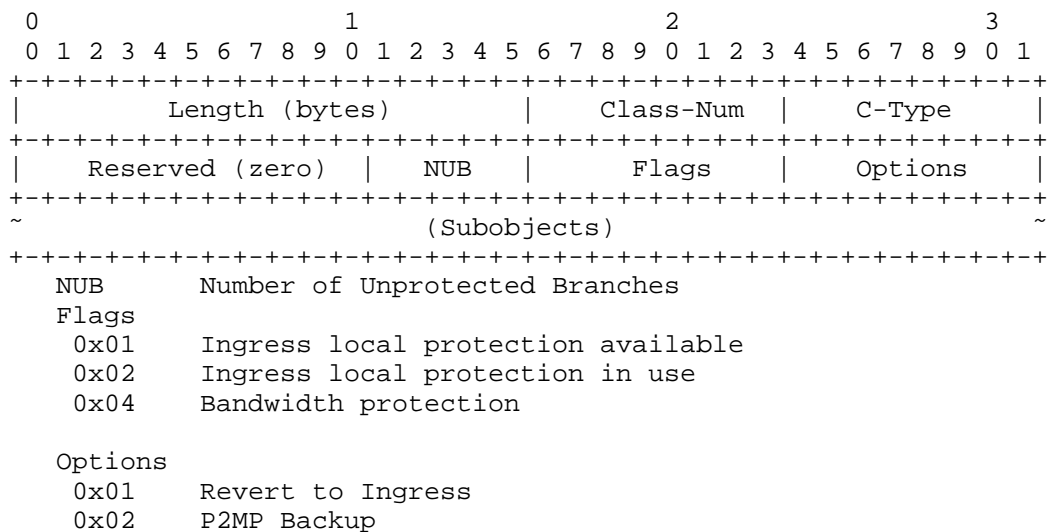 0                   1                   2                   3
 0 1 2 3 4 5 6 7 8 9 0 1 2 3 4 5 6 7 8 9 0 1 2 3 4 5 6 7 8 9 0 1
+-+-+-+-+-+-+-+-+-+-+-+-+-+-+-+-+-+-+-+-+-+-+-+-+-+-+-+-+-+-+-+-+
|         Length (bytes)        |    Class-Num  |    C-Type     |
+-+-+-+-+-+-+-+-+-+-+-+-+-+-+-+-+-+-+-+-+-+-+-+-+-+-+-+-+-+-+-+-+
|    Reserved (zero)  |   NUB   |      Flags    |    Options    |
+-+-+-+-+-+-+-+-+-+-+-+-+-+-+-+-+-+-+-+-+-+-+-+-+-+-+-+-+-+-+-+-+
~                         (Subobjects)                          ~
+-+-+-+-+-+-+-+-+-+-+-+-+-+-+-+-+-+-+-+-+-+-+-+-+-+-+-+-+-+-+-+-+
   NUB      Number of Unprotected Branches
   Flags
    0x01    Ingress local protection available
    0x02    Ingress local protection in use
    0x04    Bandwidth protection

   Options
    0x01    Revert to Ingress
    0x02    P2MP Backup